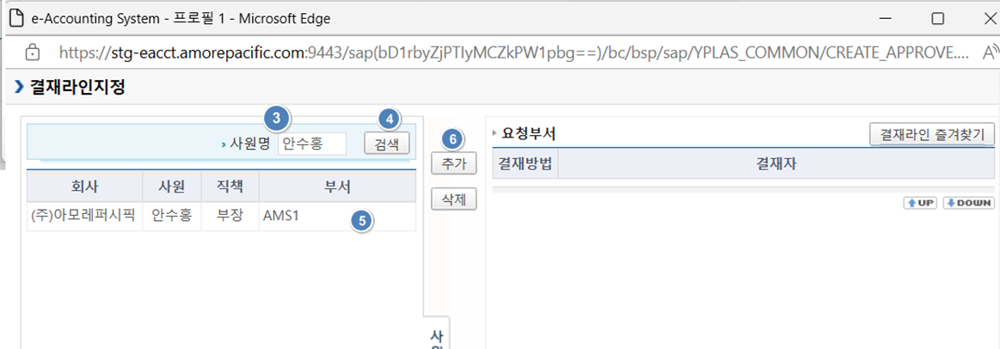 e-Accounting System - 프로필 1 - Microsoft Edge
https://stg-eacct.amorepacific.com:9443/sap(bD1rbyZjPTIyMCZkPW1pbg==)/bc/bsp/sap/YPLAS_COMMON/CREATE_APPROVE....
결재라인지정
3
4
사원명 안수홍 검색
회사 사원 직책 부서
(주)아모레퍼시픽 안수홍 부장 AMS1
5
6
추가
삭제
사
요청부서 결재라인 즐겨찾기
결재방법 결재자
UP DOWN